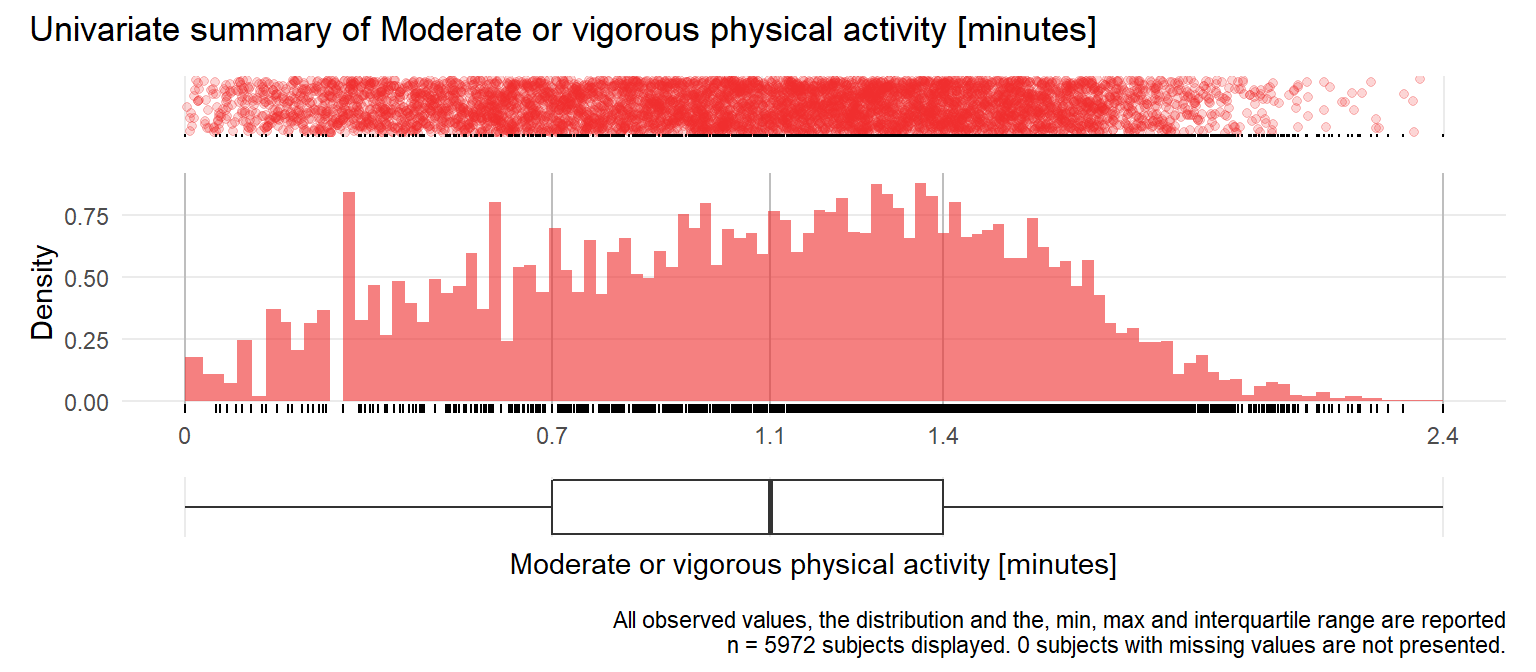 Univariate summary of Moderate or vigorous physical activity [minutes]
0.75
0.50
0.25
0.00
Density
0 0.7 1.1 1.4 2.4
Moderate or vigorous physical activity [minutes]
All observed values, the distribution and the, min, max and interquartile range are reported
n = 5972 subjects displayed. 0 subjects with missing values are not presented.